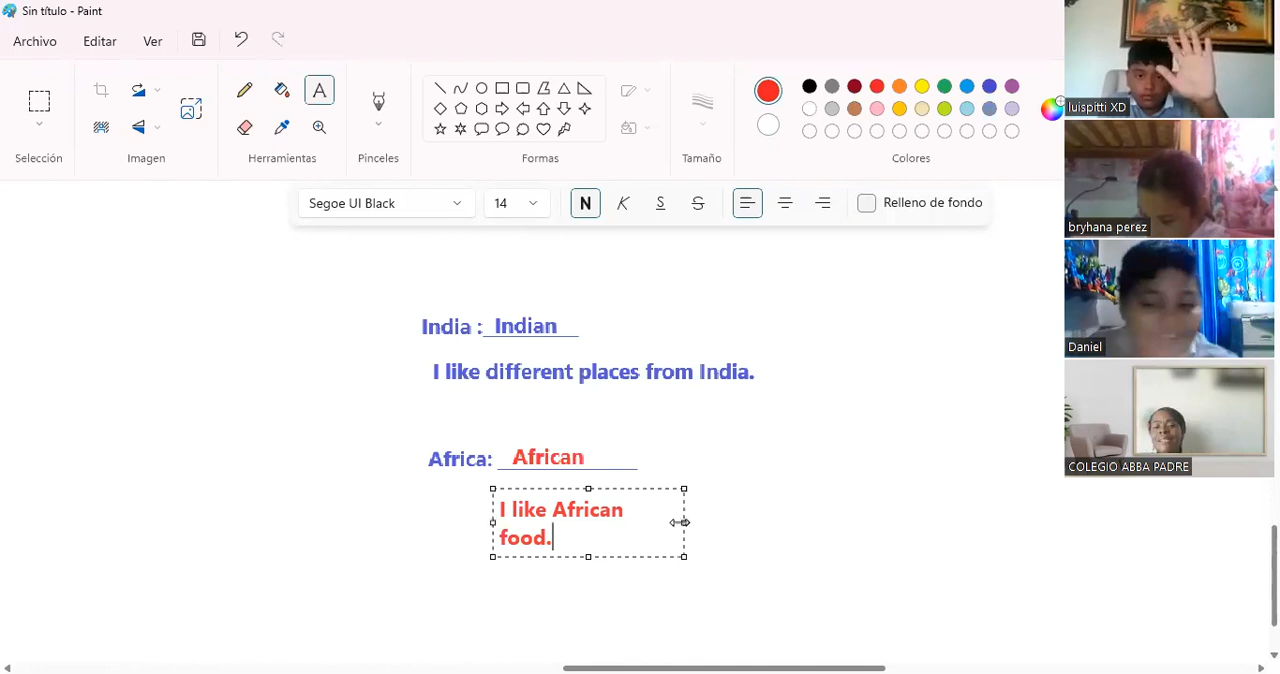 Sin título - Paint
Archivo Editar Ver
Selección Imagen Herramientas Pinceles Formas Tamaño Colores
Segoe UI Black 14 N K S S Relleno de fondo
India : Indian
I like different places from India.
Africa: African
I like African
food.
luispitti XD
bryhana perez
Daniel
COLEGIO ABBA PADRE